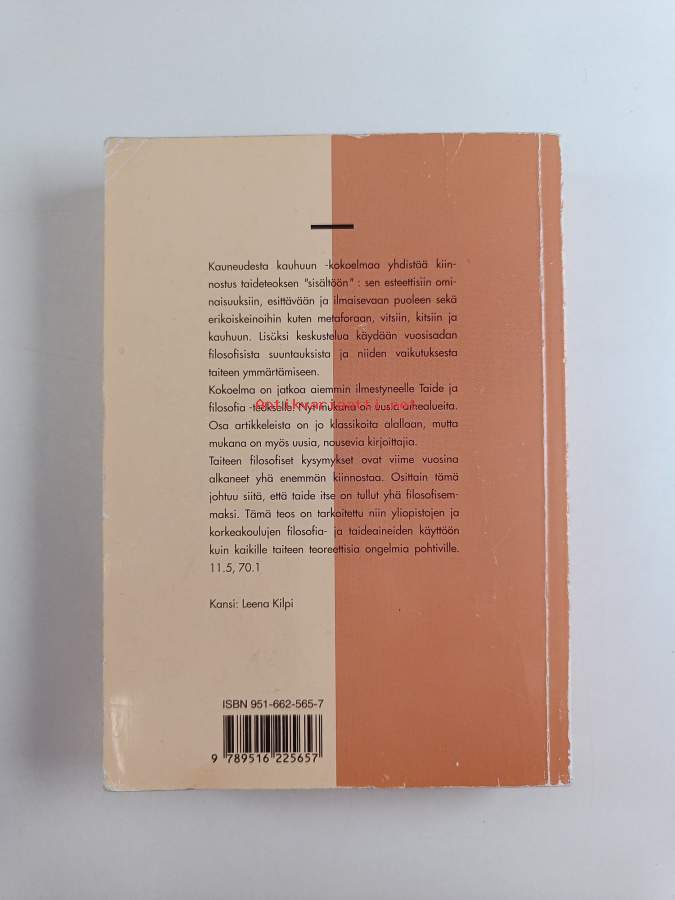 Kauneudesta kauhuun -kokoelmaa yhdistää kiin-
nostus taideteoksen "sisältöön" : sen esteettisiin omi-
naisuuksiin, esittävään ja ilmaisevaan puoleen sekä
erikoiskeinoihin kuten metaforaan, vitsiin, kitsiin ja
kauhuun. Lisäksi keskustelua käydään vuosisadan
filosofisista suuntauksista ja niiden vaikutuksesta
taiteen ymmärtämiseen.
Kokoelma on jatkoa aiemmin ilmestyneelle Taide ja
Antikvariaatti.net
filosofia -teokselle. Nyt mukana on uusia aihealueita.
Osa artikkeleista on jo klassikoita alallaan, mutta
mukana on myös uusia, nousevia kirjoittajia.
Taiteen filosofiset kysymykset ovat viime vuosina
alkaneet yhä enemmän kiinnostaa. Osittain tämä
johtuu siitä, että taide itse on tullut yhä filosofisem-
maksi. Tämä teos on tarkoitettu niin yliopistojen ja
korkeakoulujen filosofia- ja taideaineiden käyttöön
kuin kaikille taiteen teoreettisia ongelmia pohtiville.
11.5, 70.1
Kansi: Leena Kilpi
ISBN 951-662-565-7
9 789516 225657